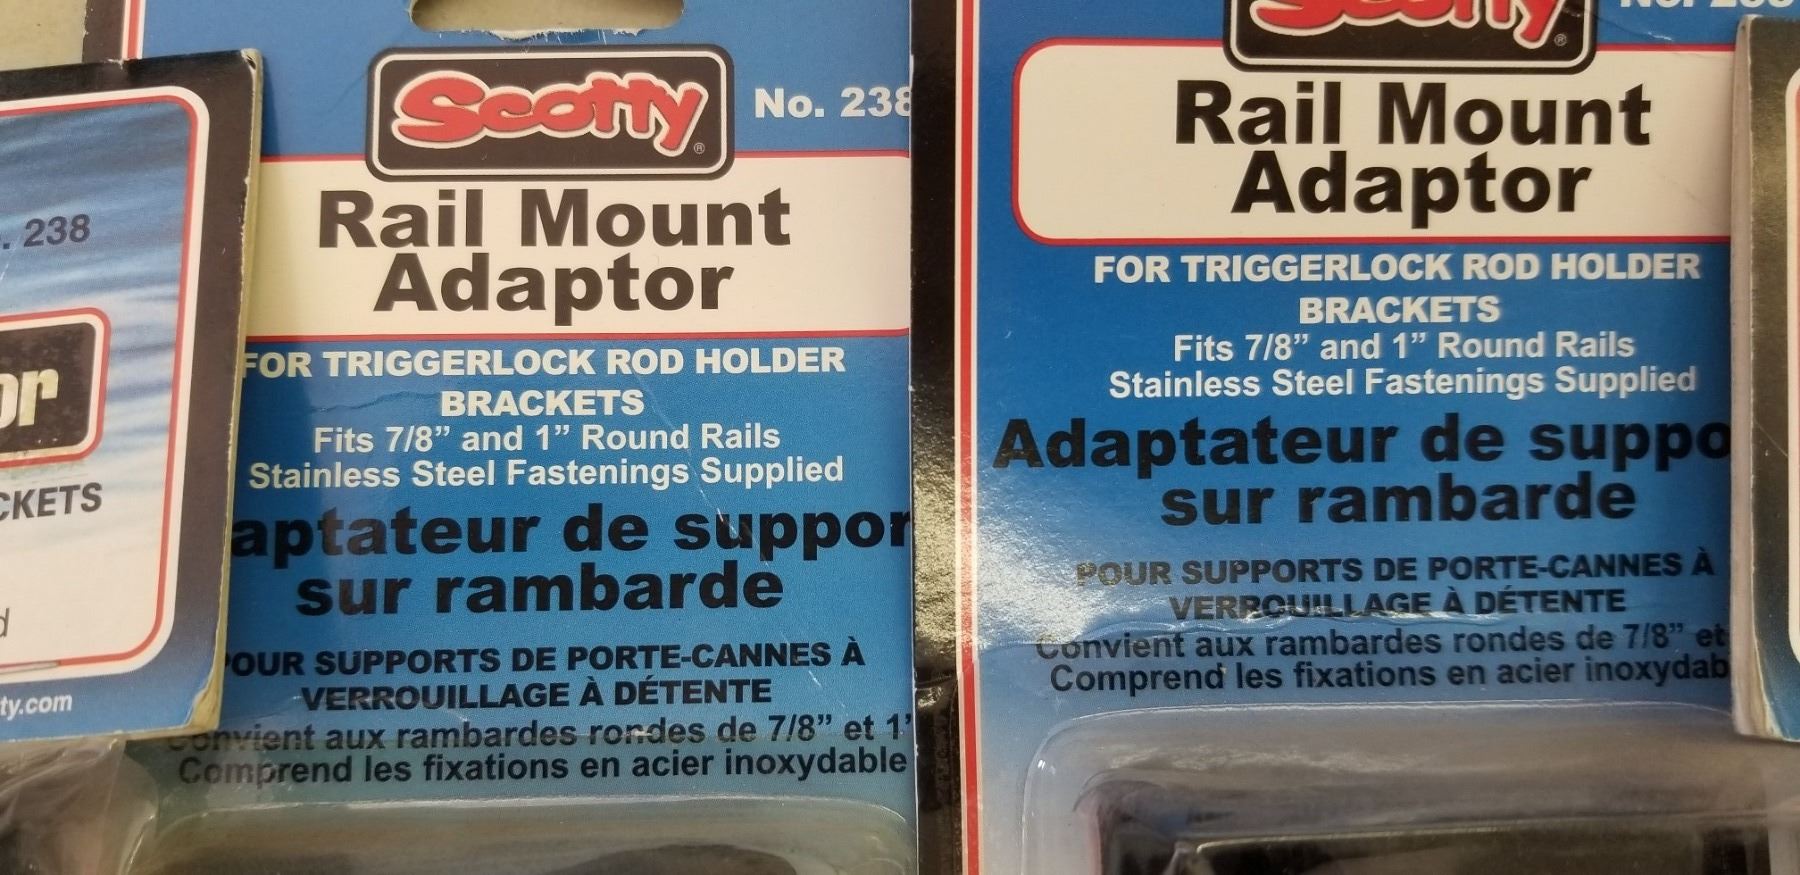 . 238
or
CKETS
d
ty.com
Scotty
No. 238
Rail Mount
Adaptor
FOR TRIGGERLOCK ROD HOLDER
BRACKETS
Fits 7/8” and 1” Round Rails
Stainless Steel Fastenings Supplied
aptateur de suppor
sur rambarde
POUR SUPPORTS DE PORTE-CANNES À
VERROUILLAGE À DÉTENTE
Convient aux rambardes rondes de 7/8” et 1”
Comprend les fixations en acier inoxydable
Scotty
Rail Mount
Adaptor
FOR TRIGGERLOCK ROD HOLDER
BRACKETS
Fits 7/8” and 1” Round Rails
Stainless Steel Fastenings Supplied
Adaptateur de suppo
sur rambarde
POUR SUPPORTS DE PORTE-CANNES À
VERROUILLAGE À DÉTENTE
Convient aux rambardes rondes de 7/8” et
Comprend les fixations en acier inoxydab